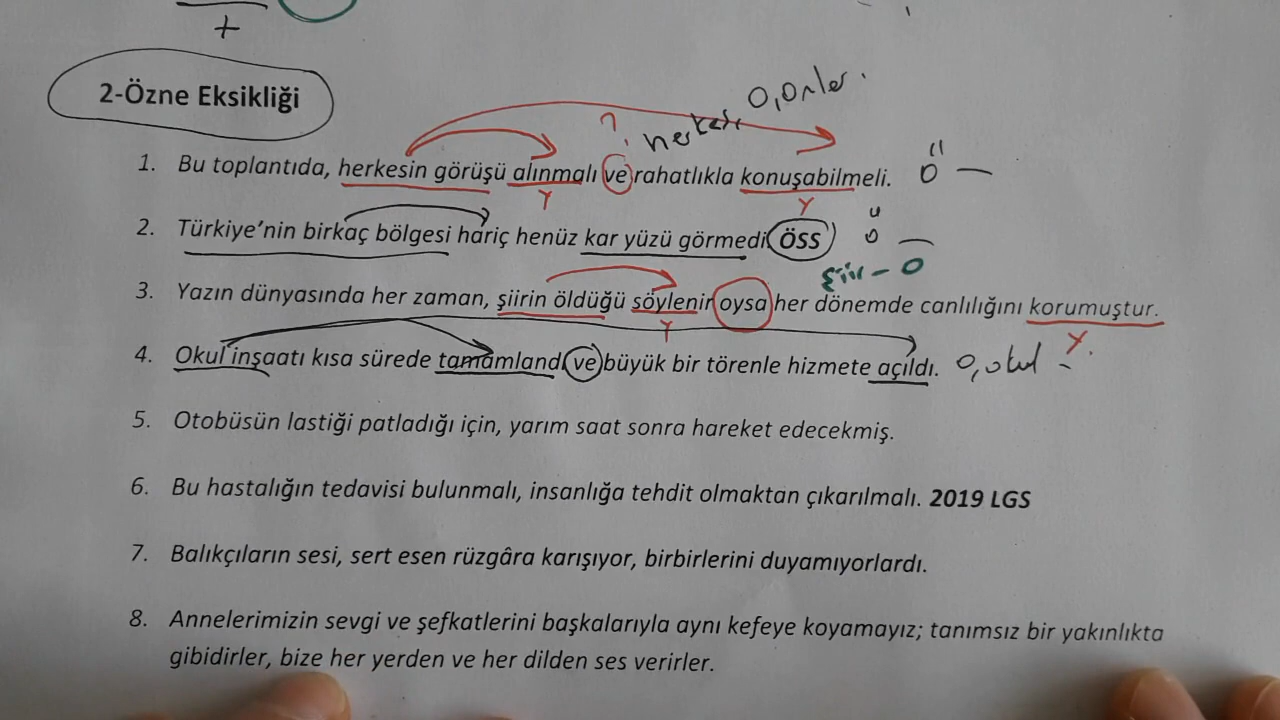 +
2-Özne Eksikliği
herkes, O, Onlar.
1. Bu toplantıda, herkesin görüşü alınmalı ve rahatlıkla konuşabilmeli. Ö
Y Y
2. Türkiye'nin birkaç bölgesi hariç henüz kar yüzü görmedi ÖSS ö
şiir - O
3. Yazın dünyasında her zaman, şiirin öldüğü söylenir oysa her dönemde canlılığını korumuştur.
Y Y.
4. Okul inşaatı kısa sürede tamamlandı ve büyük bir törenle hizmete açıldı. O, okul
5. Otobüsün lastiği patladığı için, yarım saat sonra hareket edecekmiş.
6. Bu hastalığın tedavisi bulunmalı, insanlığa tehdit olmaktan çıkarılmalı. 2019 LGS
7. Balıkçıların sesi, sert esen rüzgâra karışıyor, birbirlerini duyamıyorlardı.
8. Annelerimizin sevgi ve şefkatlerini başkalarıyla aynı kefeye koyamayız; tanımsız bir yakınlıkta
gibidirler, bize her yerden ve her dilden ses verirler.